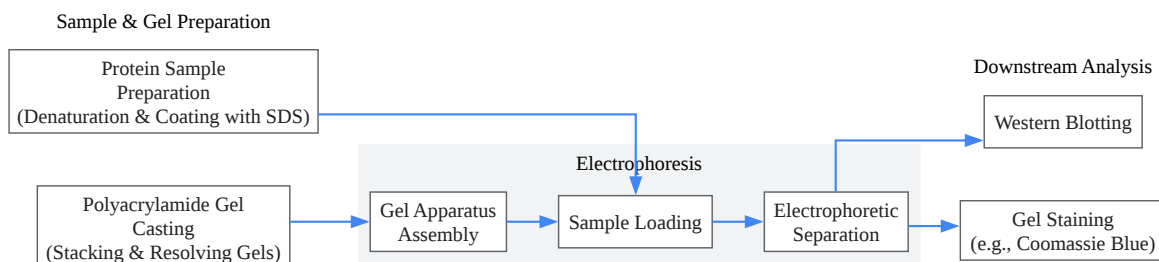 Sample & Gel Preparation
Protein Sample
Preparation
(Denaturation & Coating with SDS)
Polyacrylamide Gel
Casting
(Stacking & Resolving Gels)
Electrophoresis
Gel Apparatus
Assembly
Sample Loading
Electrophoretic
Separation
Downstream Analysis
Western Blotting
Gel Staining
(e.g., Coomassie Blue)